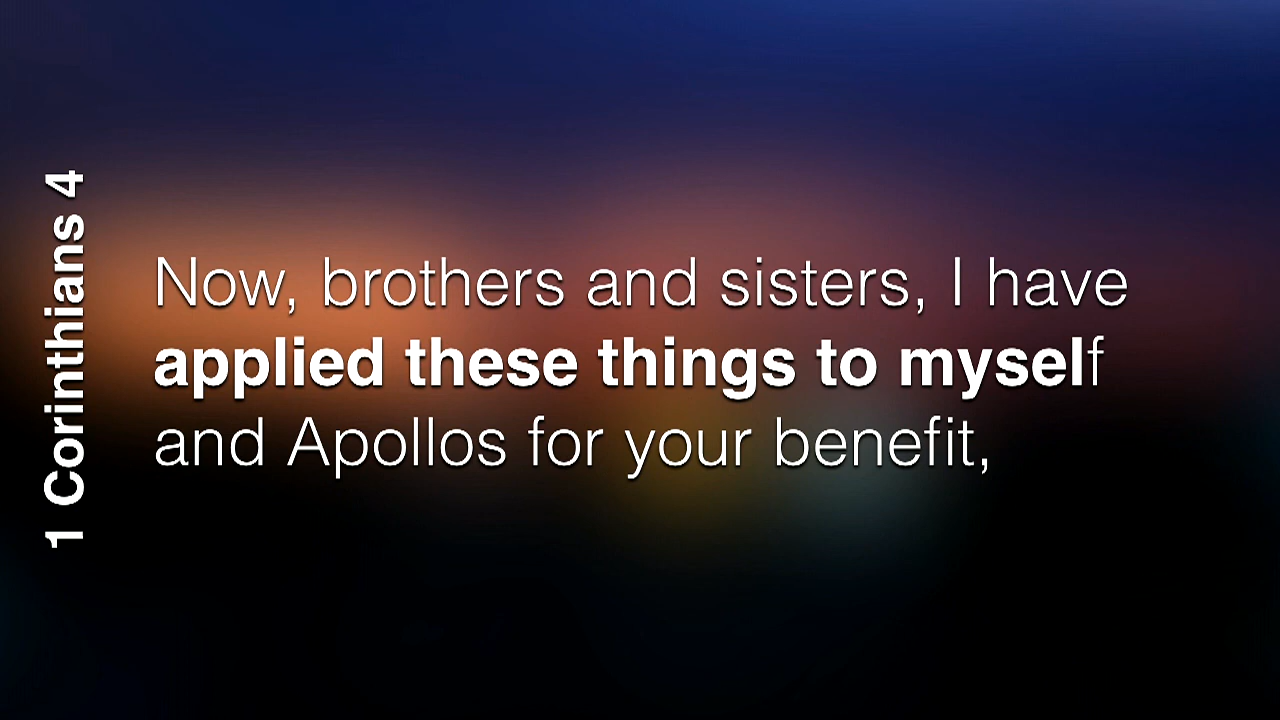 1 Corinthians 4
Now, brothers and sisters, I have
applied these things to myself
and Apollos for your benefit,